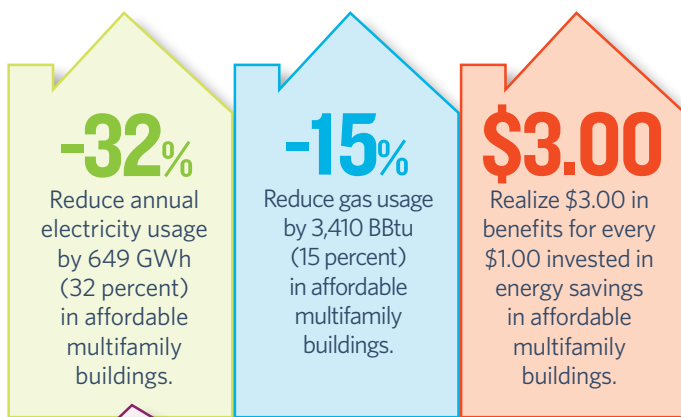 -32%
Reduce annual
electricity usage
by 649 GWh
(32 percent)
in affordable
multifamily
buildings.
-15%
Reduce gas usage
by 3,410 BBtu
(15 percent)
in affordable
multifamily
buildings.
$3.00
Realize $3.00 in
benefits for every
$1.00 invested in
energy savings
in affordable
multifamily
buildings.